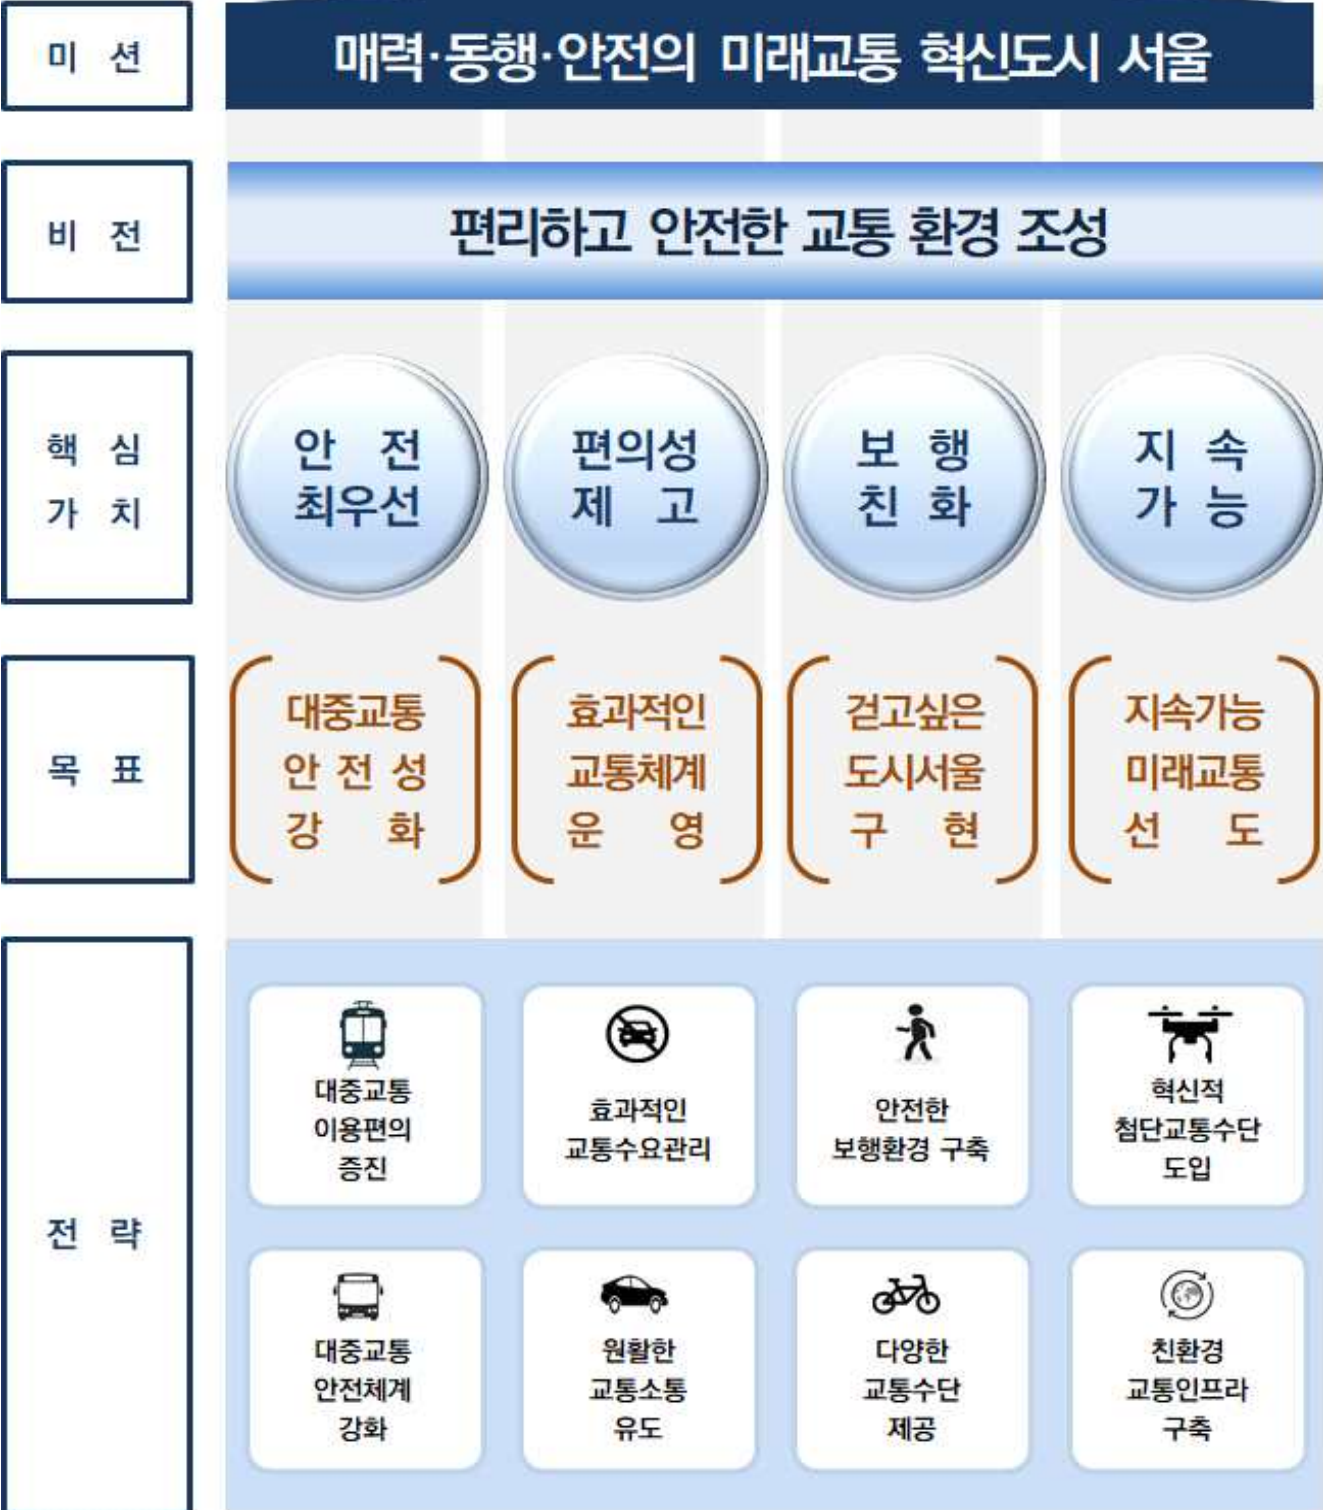 미 션
매력·동행·안전의 미래교통 혁신도시 서울
비 전
편리하고 안전한 교통 환경 조성
핵 심
가 치
안 전
최우선
편의성
제 고
보 행
친 화
지 속
가 능
목 표
대중교통
안 전 성
강 화
효과적인
교통체계
운 영
걷고싶은
도시서울
구 현
지속가능
미래교통
선 도
전 략
대중교통
이용편의
증진
효과적인
교통수요관리
안전한
보행환경 구축
혁신적
첨단교통수단
도입
대중교통
안전체계
강화
원활한
교통소통
유도
다양한
교통수단
제공
친환경
교통인프라
구축